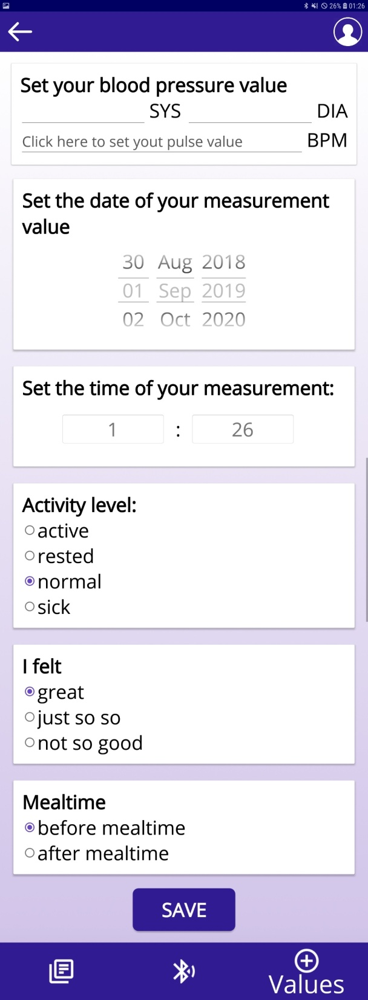 26% 01:26
Set your blood pressure value
SYS DIA
Click here to set yout pulse value BPM
Set the date of your measurement
value
30 Aug 2018
01 Sep 2019
02 Oct 2020
Set the time of your measurement:
1 : 26
Activity level:
active
rested
normal
sick
I felt
great
just so so
not so good
Mealtime
before mealtime
after mealtime
SAVE
Values